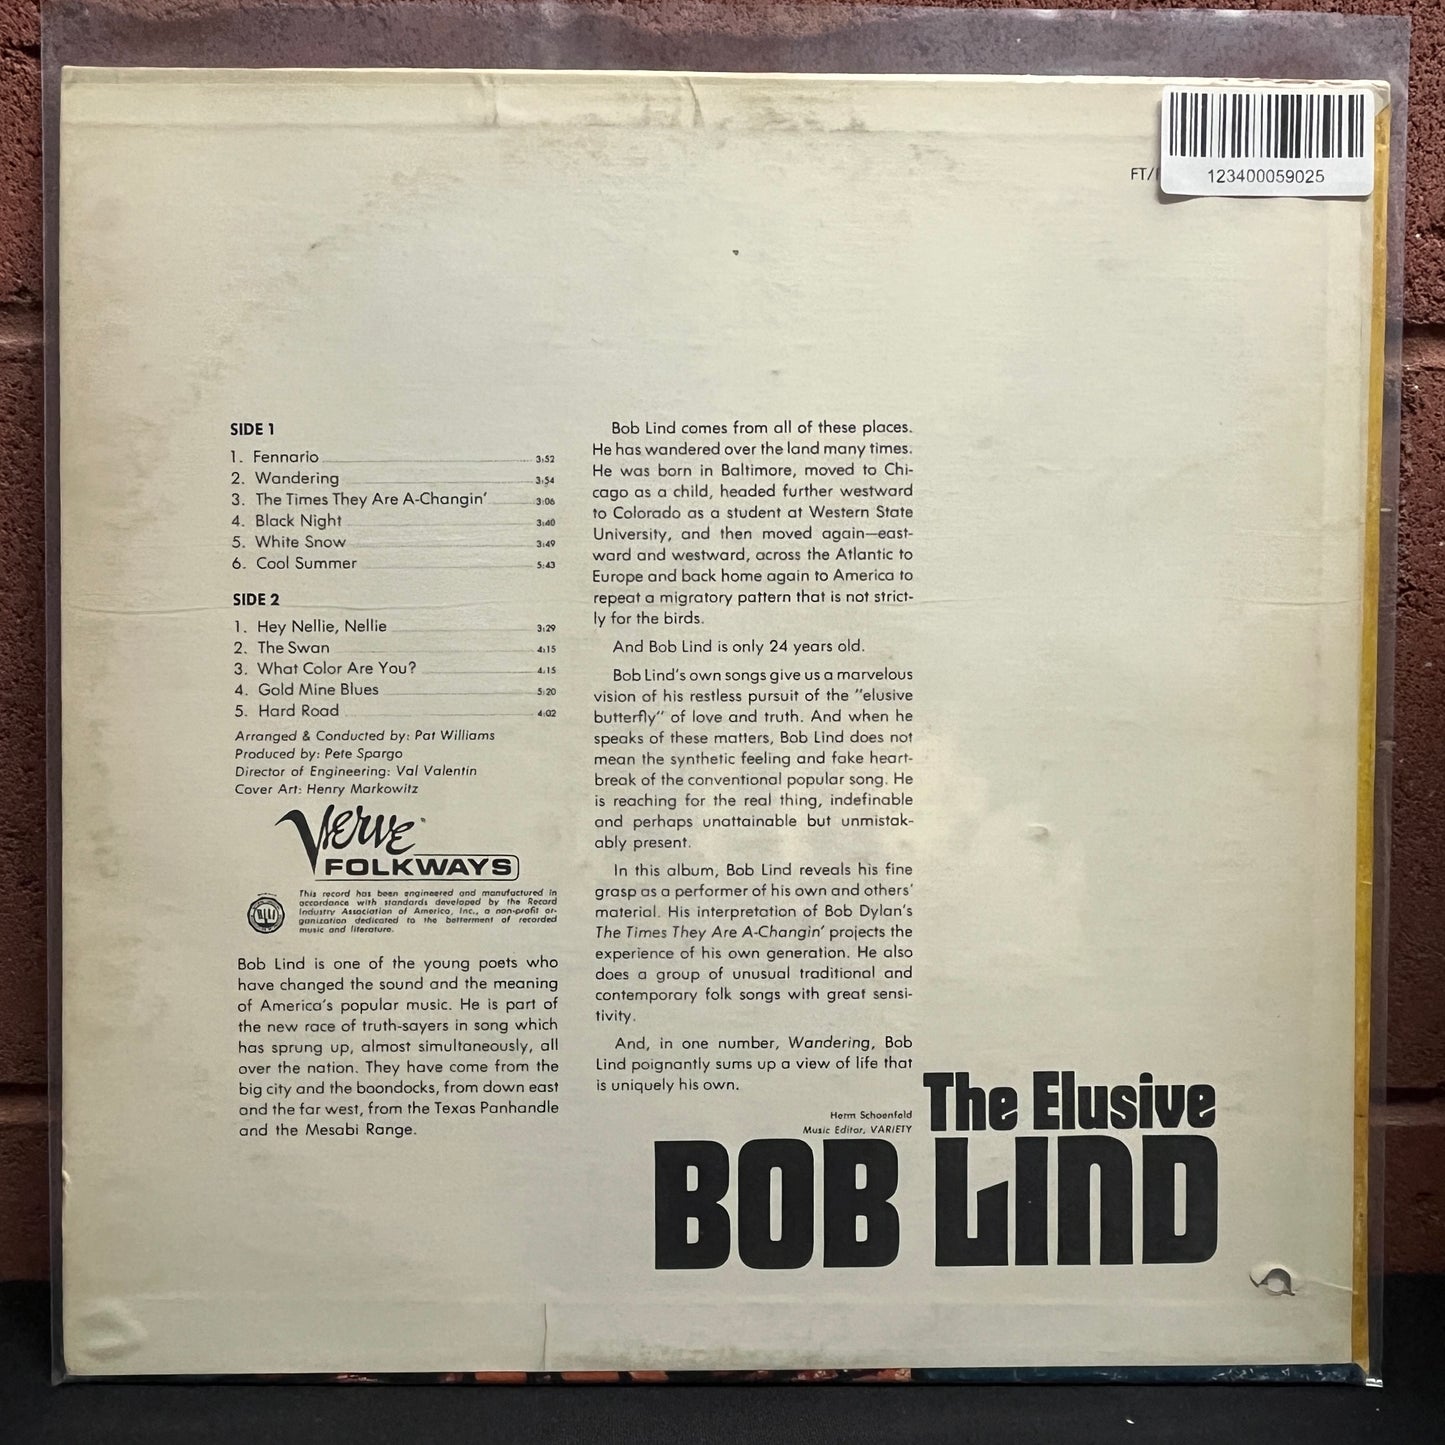 FT/
123400059025
SIDE 1
1. Fennario 3:52
2. Wandering 3:54
3. The Times They Are A-Changin' 3:06
4. Black Night 3:40
5. White Snow 3:49
6. Cool Summer 5:43
SIDE 2
1. Hey Nellie, Nellie 3:29
2. The Swan 4:15
3. What Color Are You? 4:15
4. Gold Mine Blues 5:20
5. Hard Road 4:02
Arranged & Conducted by: Pat Williams
Produced by: Pete Spargo
Director of Engineering: Val Valentin
Cover Art: Henry Markowitz
Verve
FOLKWAYS
This record has been engineered and manufactured in
accordance with standards developed by the Record
Industry Association of America, Inc., a non-profit or-
ganization dedicated to the betterment of recorded
music and literature.
Bob Lind is one of the young poets who
have changed the sound and the meaning
of America's popular music. He is part of
the new race of truth-sayers in song which
has sprung up, almost simultaneously, all
over the nation. They have come from the
big city and the boondocks, from down east
and the far west, from the Texas Panhandle
and the Mesabi Range.
Bob Lind comes from all of these places.
He has wandered over the land many times.
He was born in Baltimore, moved to Chi-
cago as a child, headed further westward
to Colorado as a student at Western State
University, and then moved again—east-
ward and westward, across the Atlantic to
Europe and back home again to America to
repeat a migratory pattern that is not strict-
ly for the birds.
And Bob Lind is only 24 years old.
Bob Lind's own songs give us a marvelous
vision of his restless pursuit of the "elusive
butterfly" of love and truth. And when he
speaks of these matters, Bob Lind does not
mean the synthetic feeling and fake heart-
break of the conventional popular song. He
is reaching for the real thing, indefinable
and perhaps unattainable but unmistak-
ably present.
In this album, Bob Lind reveals his fine
grasp as a performer of his own and others'
material. His interpretation of Bob Dylan's
The Times They Are A-Changin' projects the
experience of his own generation. He also
does a group of unusual traditional and
contemporary folk songs with great sensi-
tivity.
And, in one number, Wandering, Bob
Lind poignantly sums up a view of life that
is uniquely his own.
Herm Schoenfeld
Music Editor, VARIETY
The Elusive
BOB LIND